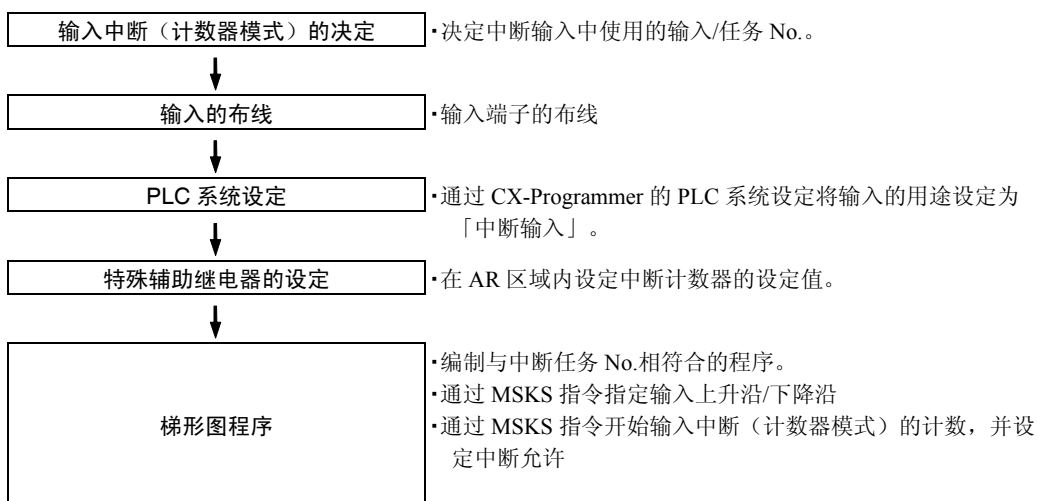 输入中断（计数器模式）的决定
▪决定中断输入中使用的输入/任务 No.。
输入的布线
▪输入端子的布线
PLC 系统设定
▪通过 CX-Programmer 的 PLC 系统设定将输入的用途设定为
「中断输入」。
特殊辅助继电器的设定
▪在 AR 区域内设定中断计数器的设定值。
梯形图程序
▪编制与中断任务 No.相符合的程序。
▪通过 MSKS 指令指定输入上升沿/下降沿
▪通过 MSKS 指令开始输入中断（计数器模式）的计数，并设
定中断允许